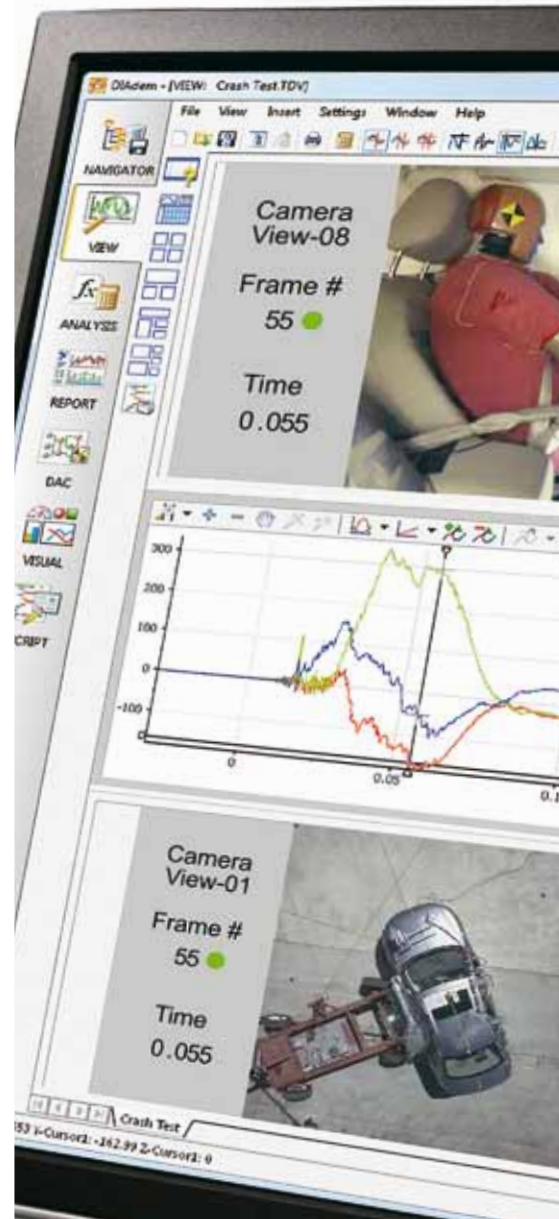 DIAdem - [VIEW: Crash Test.TDV]
File View Insert Settings Window Help
NAVIGATOR
VIEW
ANALYSIS
REPORT
DAC
VISUAL
CRIPT
Camera
View-08
Frame #
55
Time
0.055
300
200
100
0
-100
0
0.05
0.1
Camera
View-01
Frame #
55
Time
0.055
Crash Test
-162.99 Z-Cursor1: 0